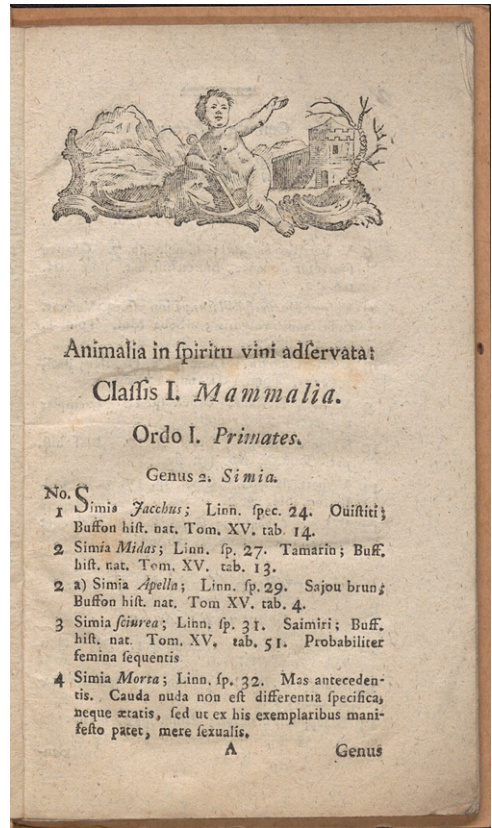 Animalia in ſpiritu vini adſervata:
Claſſis I. Mammalia.
Ordo I. Primates.
Genus 2. Simia.
No.
1 Simia Jacchus; Linn. ſpec. 24. Ouiſtiti;
Buffon hiſt. nat. Tom. XV. tab. 14.
2 Simia Midas; Linn. ſp. 27. Tamarin; Buff.
hiſt. nat. Tom. XV. tab. 13.
2 a) Simia Apella; Linn. ſp. 29. Sajou brun;
Buffon hiſt. nat. Tom XV. tab. 4.
3 Simia ſciurea; Linn. ſp. 31. Saimiri; Buff.
hiſt. nat. Tom. XV. tab. 51. Probabiliter
femina ſequentis
4 Simia Morta; Linn. ſp. 32. Mas anteceden-
tis. Cauda nuda non eſt differentia ſpecifica,
neque ætatis, ſed ut ex his exemplaribus mani-
feſto patet, mere ſexualis.
A Genus